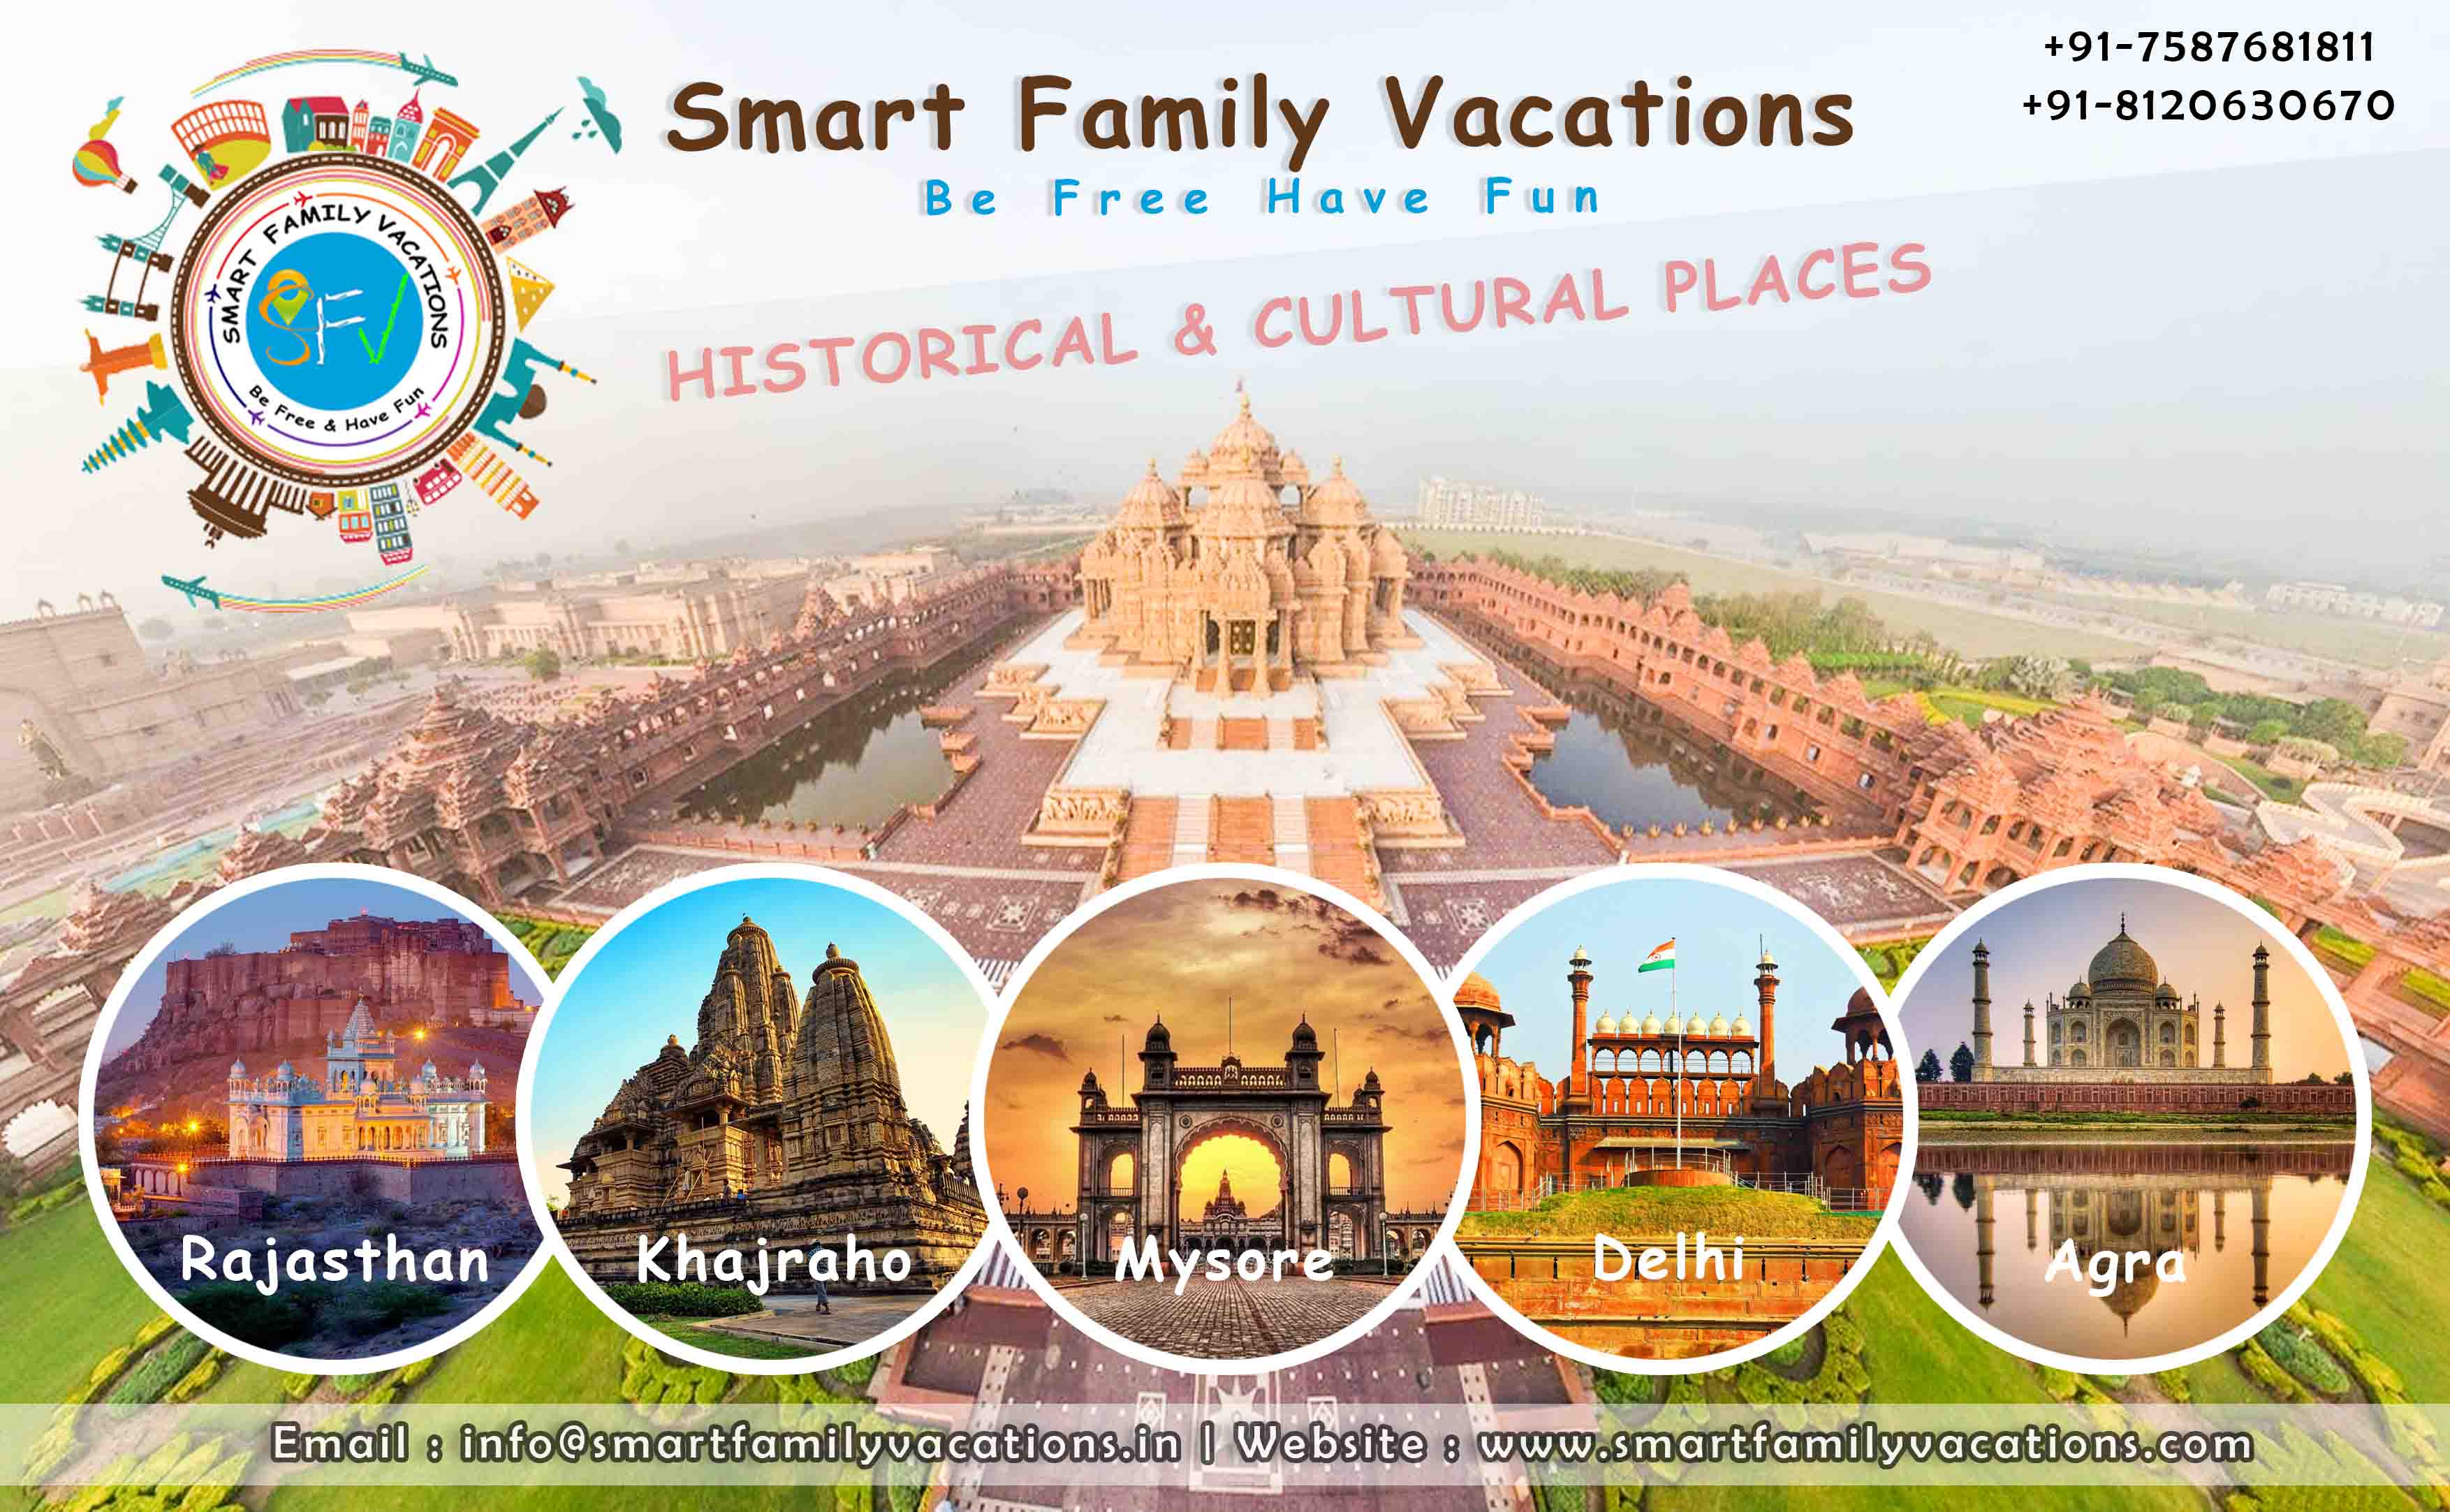 +91-7587681811
+91-8120630670
Smart Family Vacations
Be Free Have Fun
HISTORICAL & CULTURAL PLACES
SMART FAMILY VACATIONS
SFV
Be Free & Have Fun
Rajasthan
Khajraho
Mysore
Delhi
Agra
Email : info@smartfamilyvacations.in | Website : www.smartfamilyvacations.com